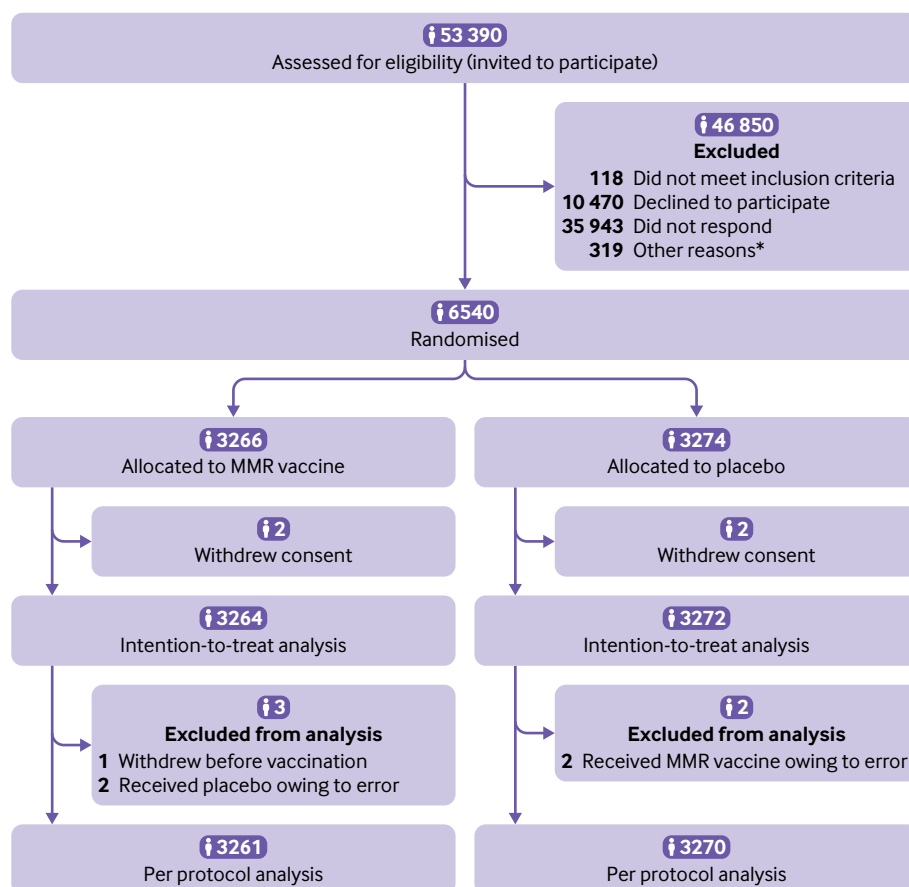 53 390
Assessed for eligibility (invited to participate)
46 850
Excluded
118 Did not meet inclusion criteria
10 470 Declined to participate
35 943 Did not respond
319 Other reasons*
6540
Randomised
3266
Allocated to MMR vaccine
3274
Allocated to placebo
2
Withdrew consent
2
Withdrew consent
3264
Intention-to-treat analysis
3272
Intention-to-treat analysis
3
Excluded from analysis
1 Withdrew before vaccination
2 Received placebo owing to error
2
Excluded from analysis
2 Received MMR vaccine owing to error
3261
Per protocol analysis
3270
Per protocol analysis